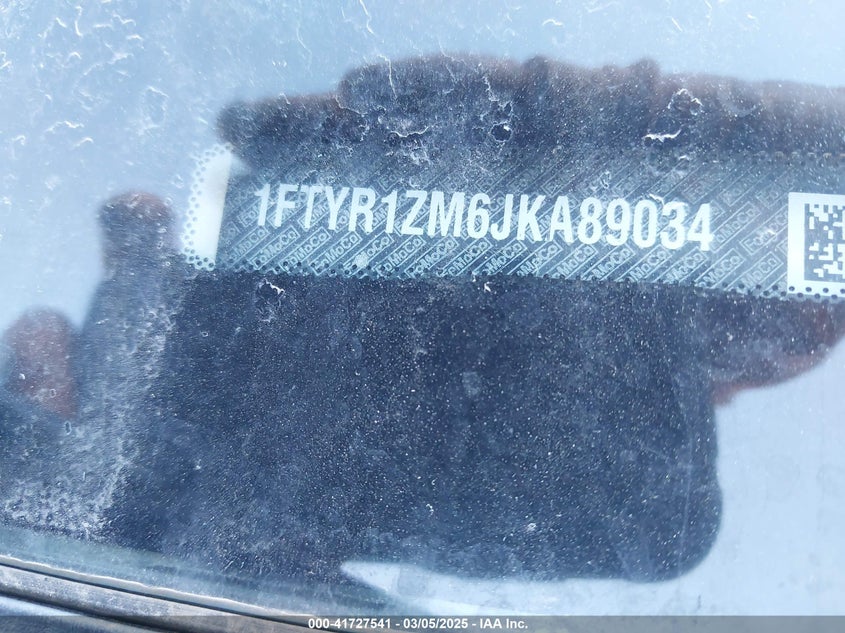 1FTYR1ZM6JKA89034
000-41727541 - 03/05/2025 - IAA Inc.